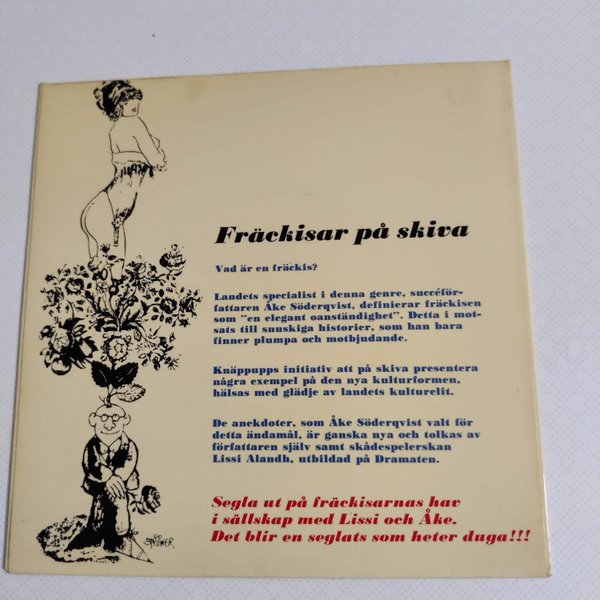 Fräckisar på skiva
Vad är en fräckis?
Landets specialist i denna genre, succéför-
fattaren Åke Söderqvist, definierar fräckisen
som "en elegant oanständighet". Detta i mot-
sats till snuskiga historier, som han bara
finner plumpa och motbjudande.
Knäppupps initiativ att på skiva presentera
några exempel på den nya kulturformen,
hälsas med glädje av landets kulturelit.
De anekdoter, som Åke Söderqvist valt för
detta ändamål, är ganska nya och tolkas av
författaren själv samt skådespelerskan
Lissi Alandh, utbildad på Dramaten.
Segla ut på fräckisarnas hav
i sällskap med Lissi och Åke.
Det blir en seglats som heter duga!!!